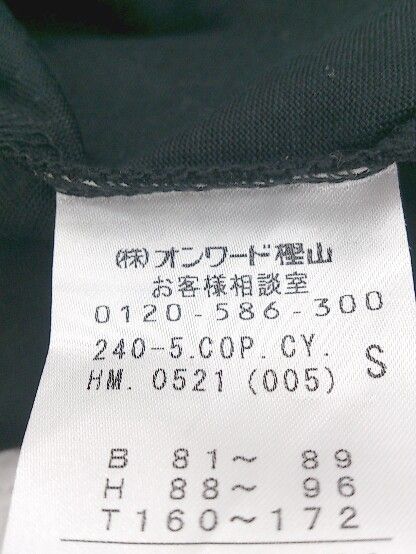 (株)オンワード樫山
お客様相談室
0120-586-300
240-5.COP.CY.
HM. 0521 (005) S
B 81～ 89
H 88～ 96
T160～172